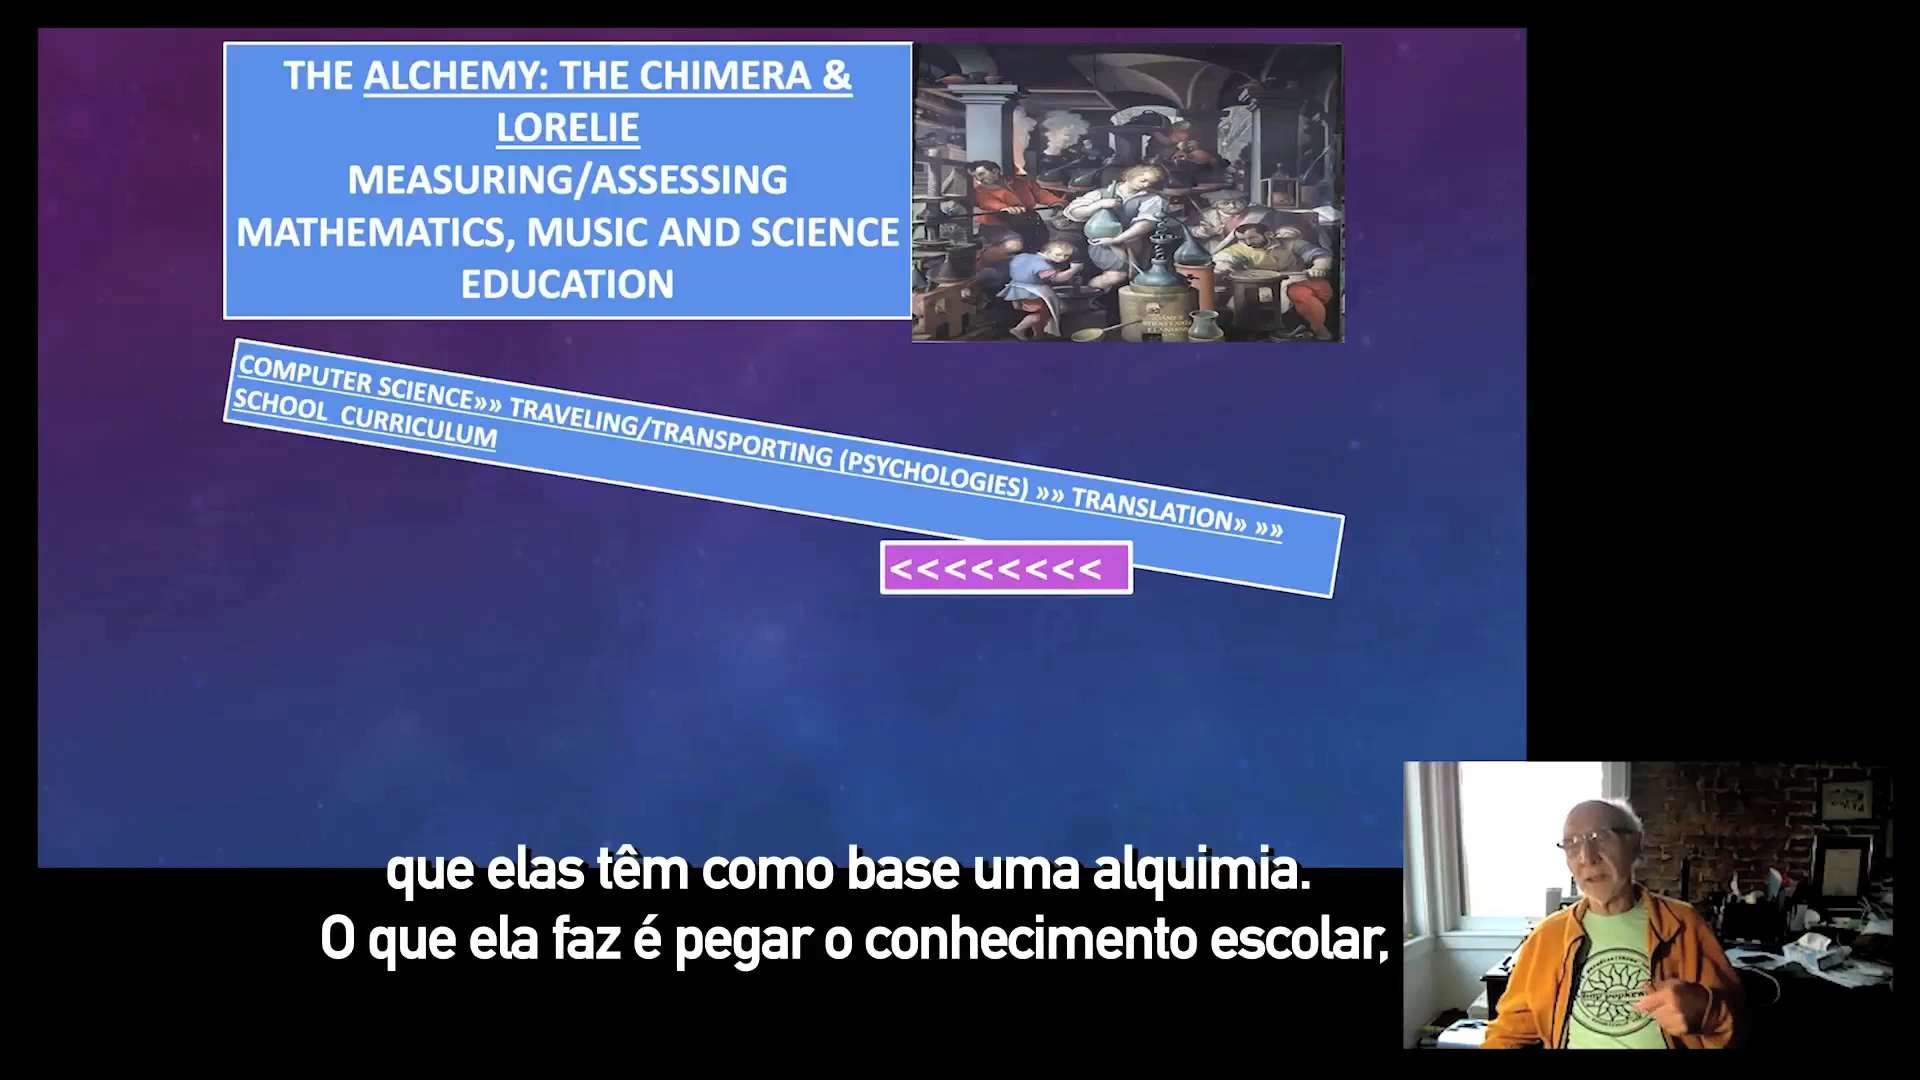 THE ALCHEMY: THE CHIMERA &
LORELIE
MEASURING/ASSESSING
MATHEMATICS, MUSIC AND SCIENCE
EDUCATION
COMPUTER SCIENCE»» TRAVELING/TRANSPORTING (PSYCHOLOGIES) »» TRANSLATION» »»
SCHOOL CURRICULUM
<<<<<<<<
que elas têm como base uma alquimia.
O que ela faz é pegar o conhecimento escolar,